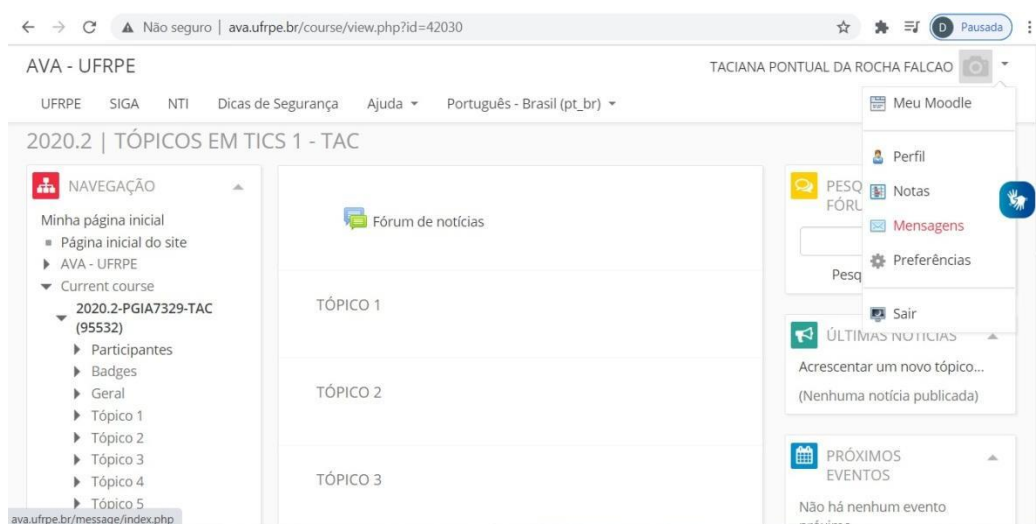 Não seguro | ava.ufrpe.br/course/view.php?id=42030
D Pausada
AVA - UFRPE
TACIANA PONTUAL DA ROCHA FALCAO
UFRPE SIGA NTI Dicas de Segurança Ajuda Português - Brasil (pt_br)
2020.2 | TÓPICOS EM TICS 1 - TAC
NAVEGAÇÃO
Minha página inicial
Página inicial do site
AVA - UFRPE
Current course
2020.2-PGIA7329-TAC
(95532)
Participantes
Badges
Geral
Tópico 1
Tópico 2
Tópico 3
Tópico 4
Tópico 5
ava.ufrpe.br/message/index.php
Fórum de notícias
TÓPICO 1
TÓPICO 2
TÓPICO 3
Meu Moodle
Perfil
Notas
Mensagens
Preferências
Sair
PESQ
FÓRU
Pesq
ÚLTIMAS NOTÍCIAS
Acrescentar um novo tópico...
(Nenhuma notícia publicada)
PRÓXIMOS
EVENTOS
Não há nenhum evento